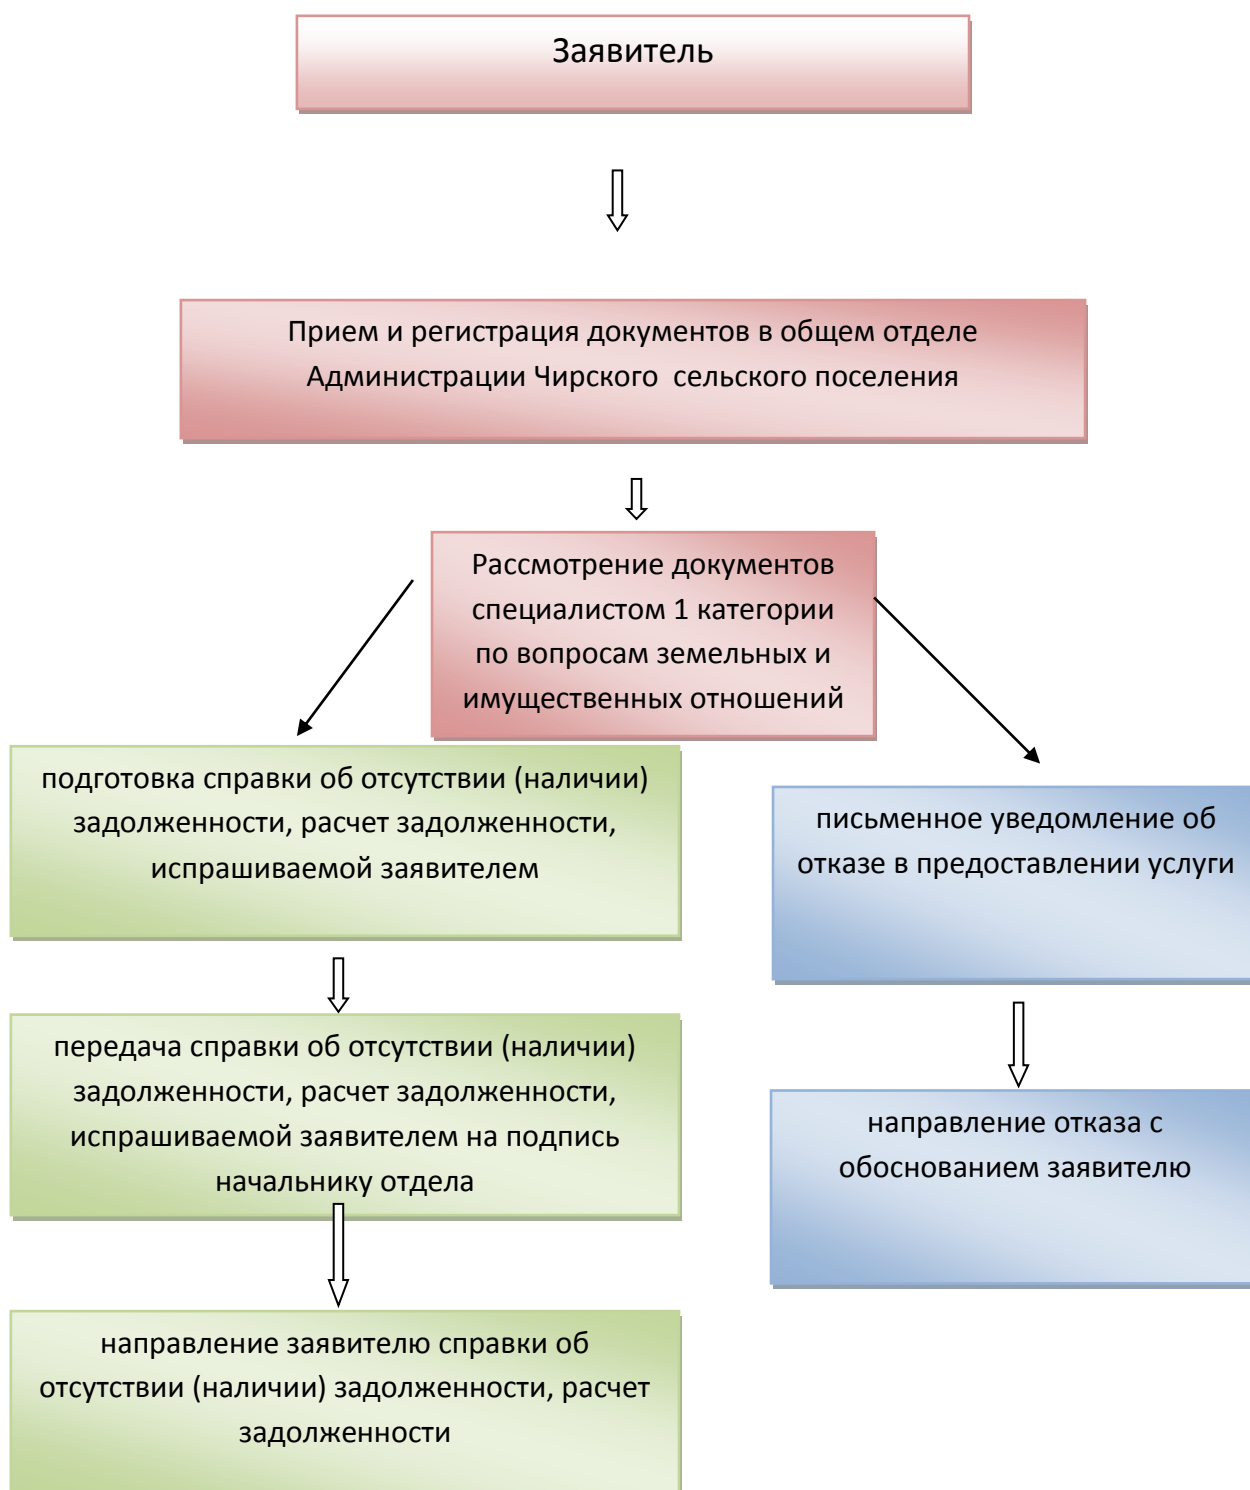 Заявитель
Прием и регистрация документов в общем отделе
Администрации Чирского сельского поселения
Рассмотрение документов
специалистом 1 категории
по вопросам земельных и
имущественных отношений
подготовка справки об отсутствии (наличии)
задолженности, расчет задолженности,
испрашиваемой заявителем
письменное уведомление об
отказе в предоставлении услуги
передача справки об отсутствии (наличии)
задолженности, расчет задолженности,
испрашиваемой заявителем на подпись
начальнику отдела
направление отказа с
обоснованием заявителю
направление заявителю справки об
отсутствии (наличии) задолженности, расчет
задолженности